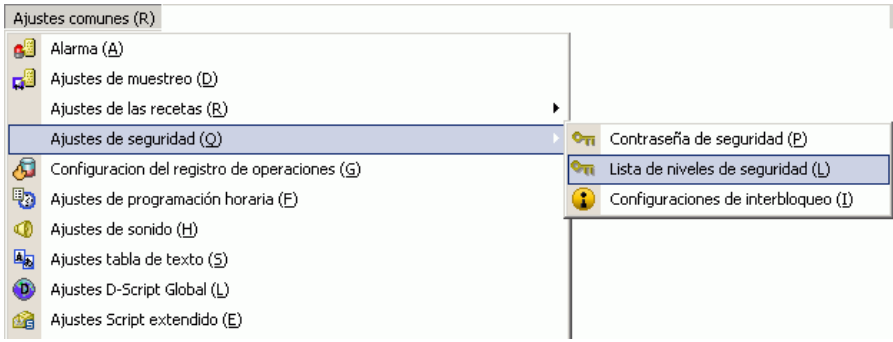 Ajustes comunes (R)
Alarma (A)
Ajustes de muestreo (D)
Ajustes de las recetas (R)
Ajustes de seguridad (Q)
Contraseña de seguridad (P)
Lista de niveles de seguridad (L)
Configuraciones de interbloqueo (I)
Configuracion del registro de operaciones (G)
Ajustes de programación horaria (F)
Ajustes de sonido (H)
Ajustes tabla de texto (S)
Ajustes D-Script Global (L)
Ajustes Script extendido (E)